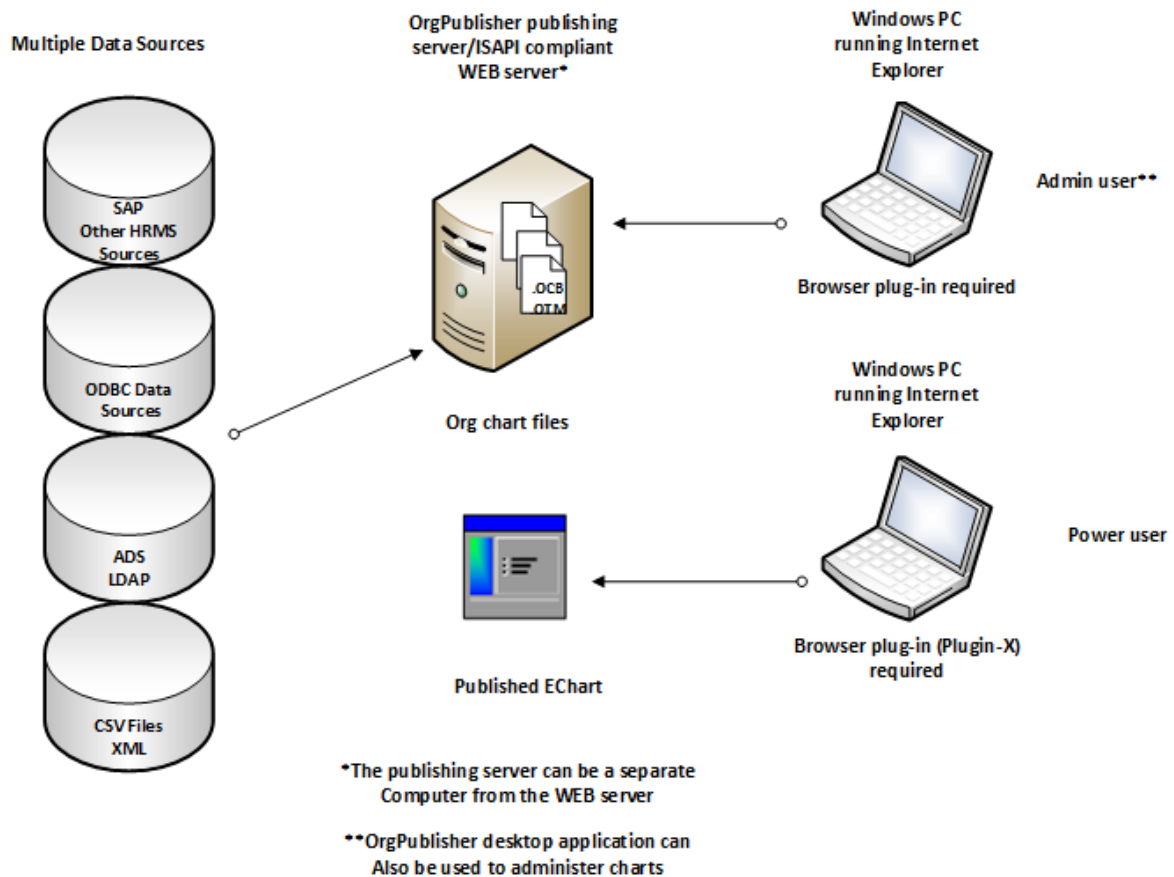 Multiple Data Sources
SAP
Other HRMS
Sources
ODBC Data
Sources
ADS
LDAP
CSV Files
XML
OrgPublisher publishing
server/ISAPI compliant
WEB server*
.OCB
.OTM
Org chart files
Published EChart
Windows PC
running Internet
Explorer
Admin user**
Browser plug-in required
Windows PC
running Internet
Explorer
Power user
Browser plug-in (Plugin-X)
required
*The publishing server can be a separate
Computer from the WEB server
**OrgPublisher desktop application can
Also be used to administer charts